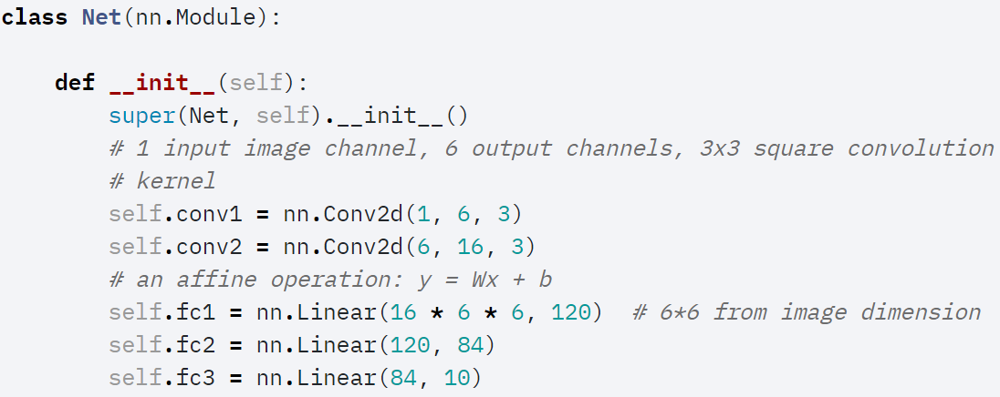 class Net(nn.Module):
def __init__(self):
super(Net, self).__init__()
# 1 input image channel, 6 output channels, 3x3 square convolution
# kernel
self.conv1 = nn.Conv2d(1, 6, 3)
self.conv2 = nn.Conv2d(6, 16, 3)
# an affine operation: y = Wx + b
self.fc1 = nn.Linear(16 * 6 * 6, 120)  # 6*6 from image dimension
self.fc2 = nn.Linear(120, 84)
self.fc3 = nn.Linear(84, 10)